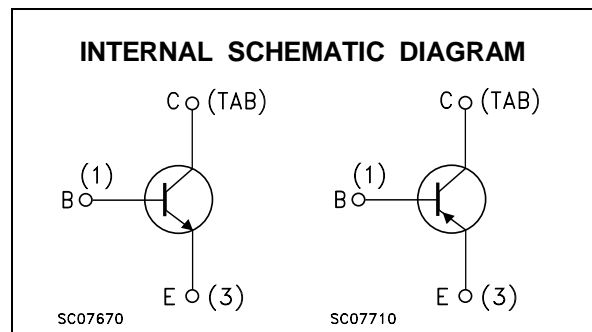 INTERNAL SCHEMATIC DIAGRAM
C (TAB)
C (TAB)
(1)
(1)
B
B
E (3)
E (3)
SC07670
SC07710